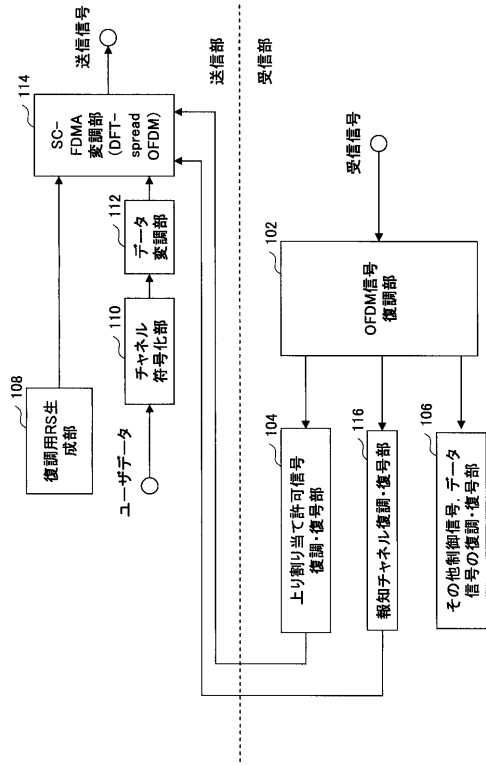 送信信号
114
SC-
FDMA
変調部
(DFT-
spread
OFDM)
112
データ
変調部
110
チャネル
符号化部
108
復調用RS生
成部
ユーザデータ
送信部
受信部
受信信号
102
OFDM信号
復調部
104
上り割り当て許可信号
復調・復号部
116
報知チャネル復調・復号部
106
その他制御信号，データ
信号の復調・復号部